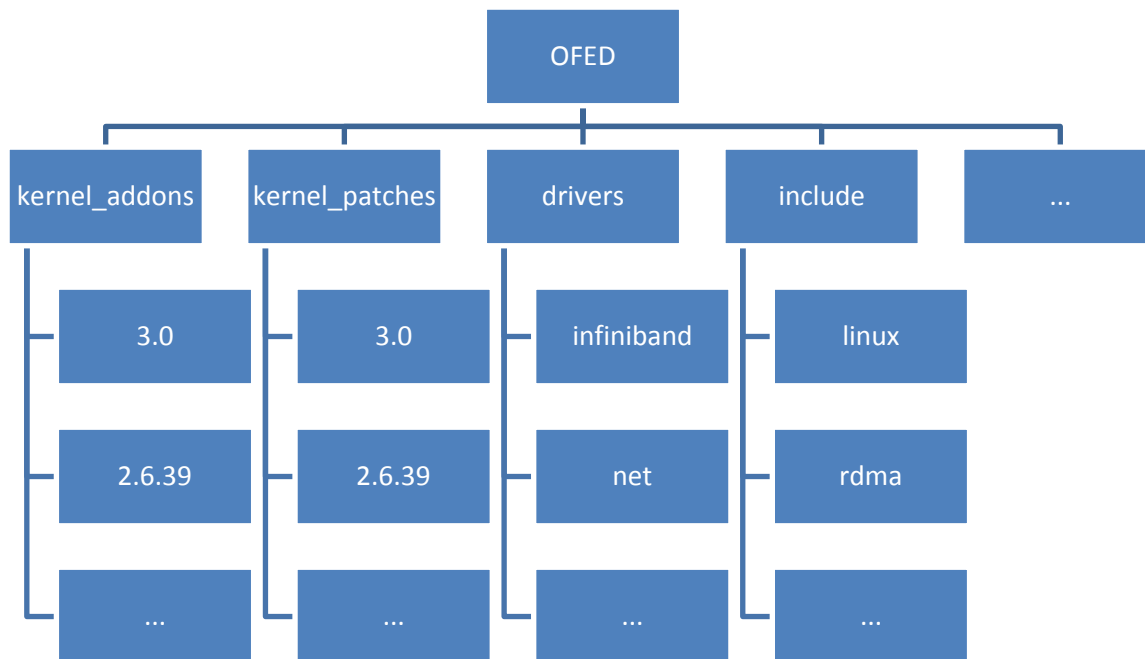 OFED
kernel_addons
kernel_patches
drivers
include
...
3.0
3.0
infiniband
linux
2.6.39
2.6.39
net
rdma
...
...
...
...